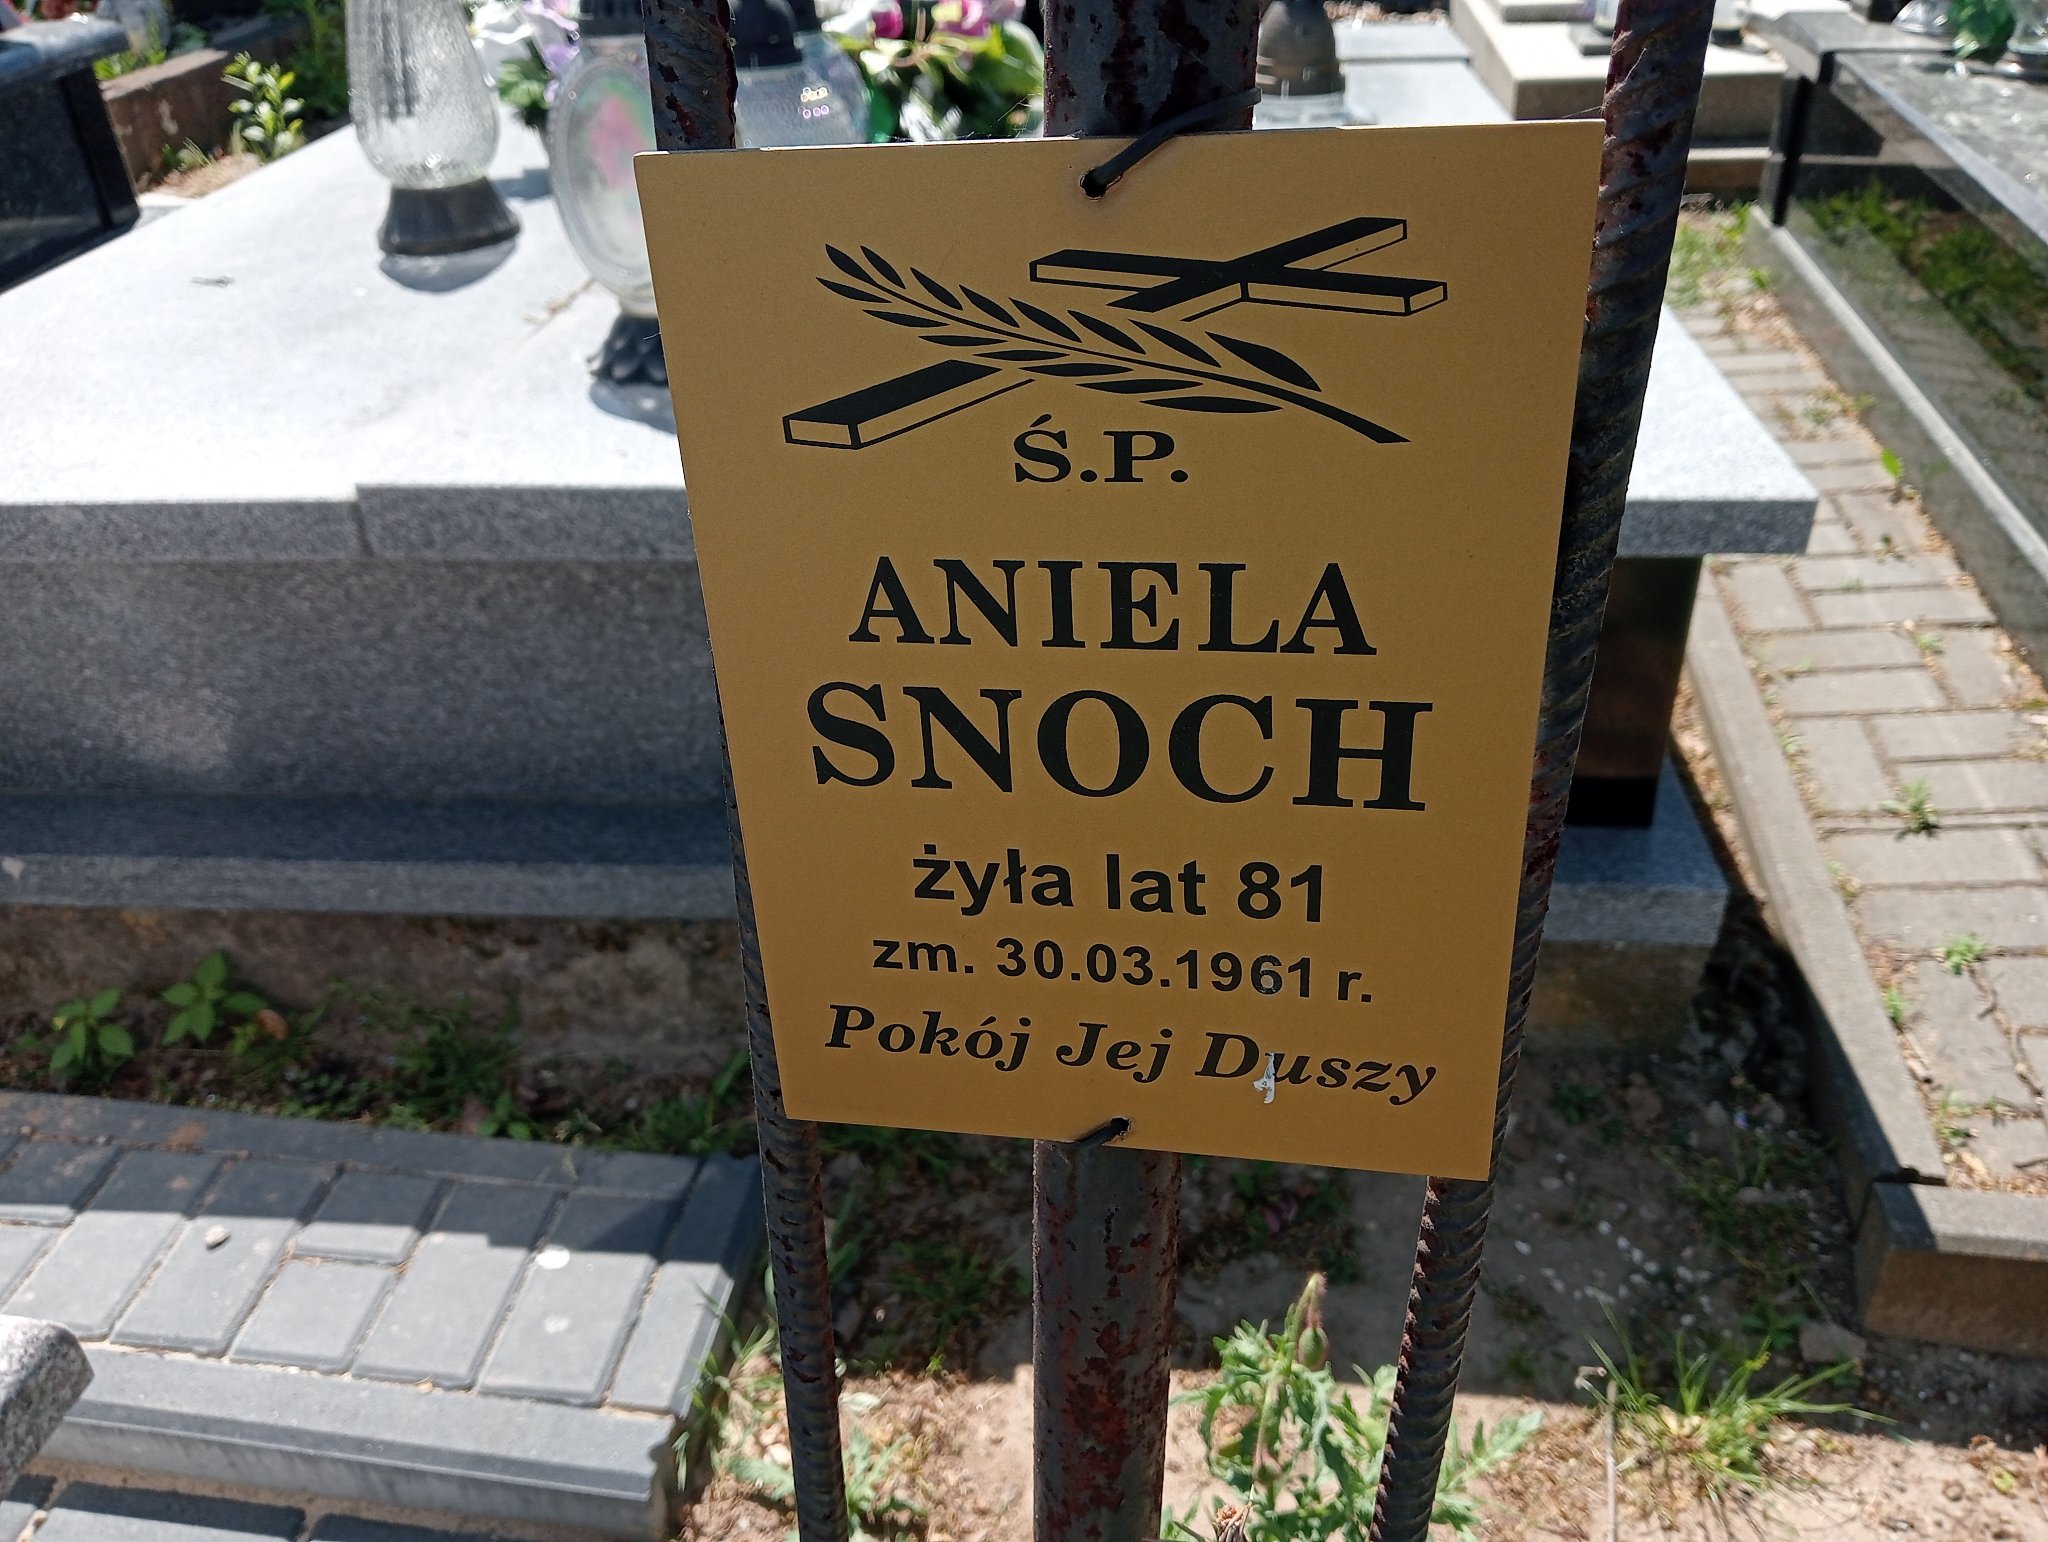 Ś.P.
ANIELA
SNOCH
żyła lat 81
zm. 30.03.1961 r.
Pokój Jej Duszy